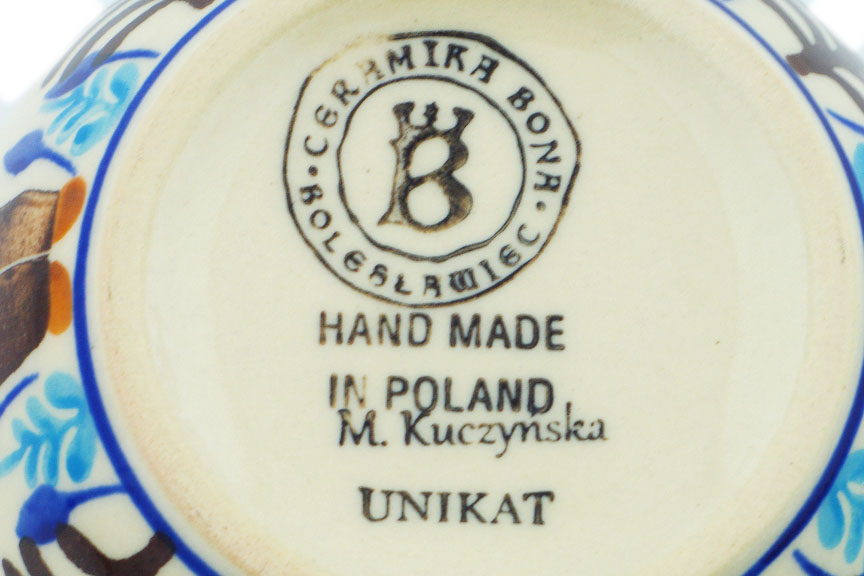 CERAMIKA BONA
B
• BOLESŁAWIEC •
HAND MADE
IN POLAND
M. Kuczyńska
UNIKAT